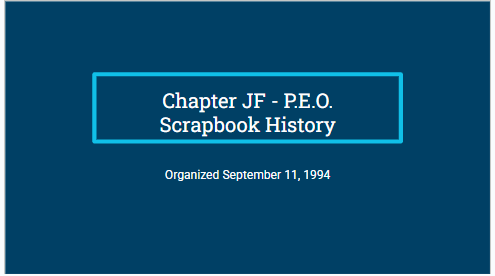 Chapter JF - P.E.O.
Scrapbook History
Organized September 11, 1994